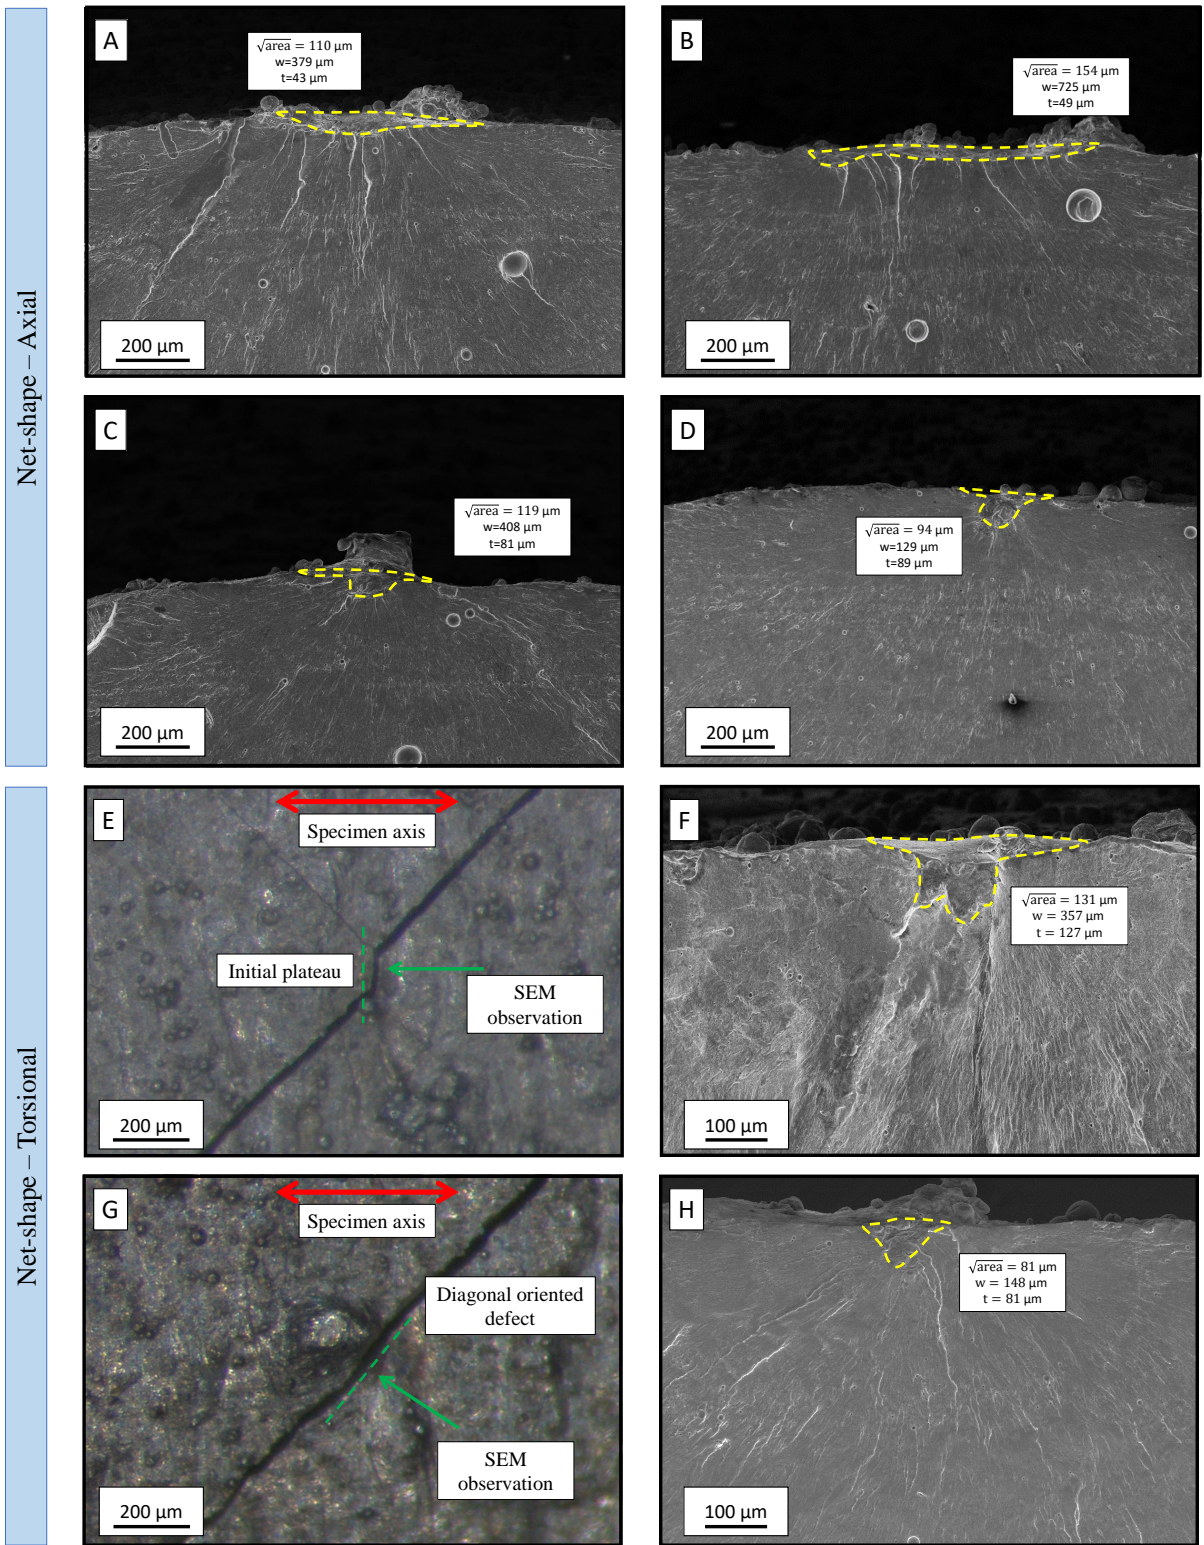 Net-shape – Axial
A
√area = 110 μm
w=379 μm
t=43 μm
200 μm
B
√area = 154 μm
w=725 μm
t=49 μm
200 μm
C
√area = 119 μm
w=408 μm
t=81 μm
200 μm
D
√area = 94 μm
w=129 μm
t=89 μm
200 μm
Net-shape – Torsional
E
Specimen axis
Initial plateau
SEM
observation
200 μm
F
√area = 131 μm
w = 357 μm
t = 127 μm
100 μm
G
Specimen axis
Diagonal oriented
defect
SEM
observation
200 μm
H
√area = 81 μm
w = 148 μm
t = 81 μm
100 μm